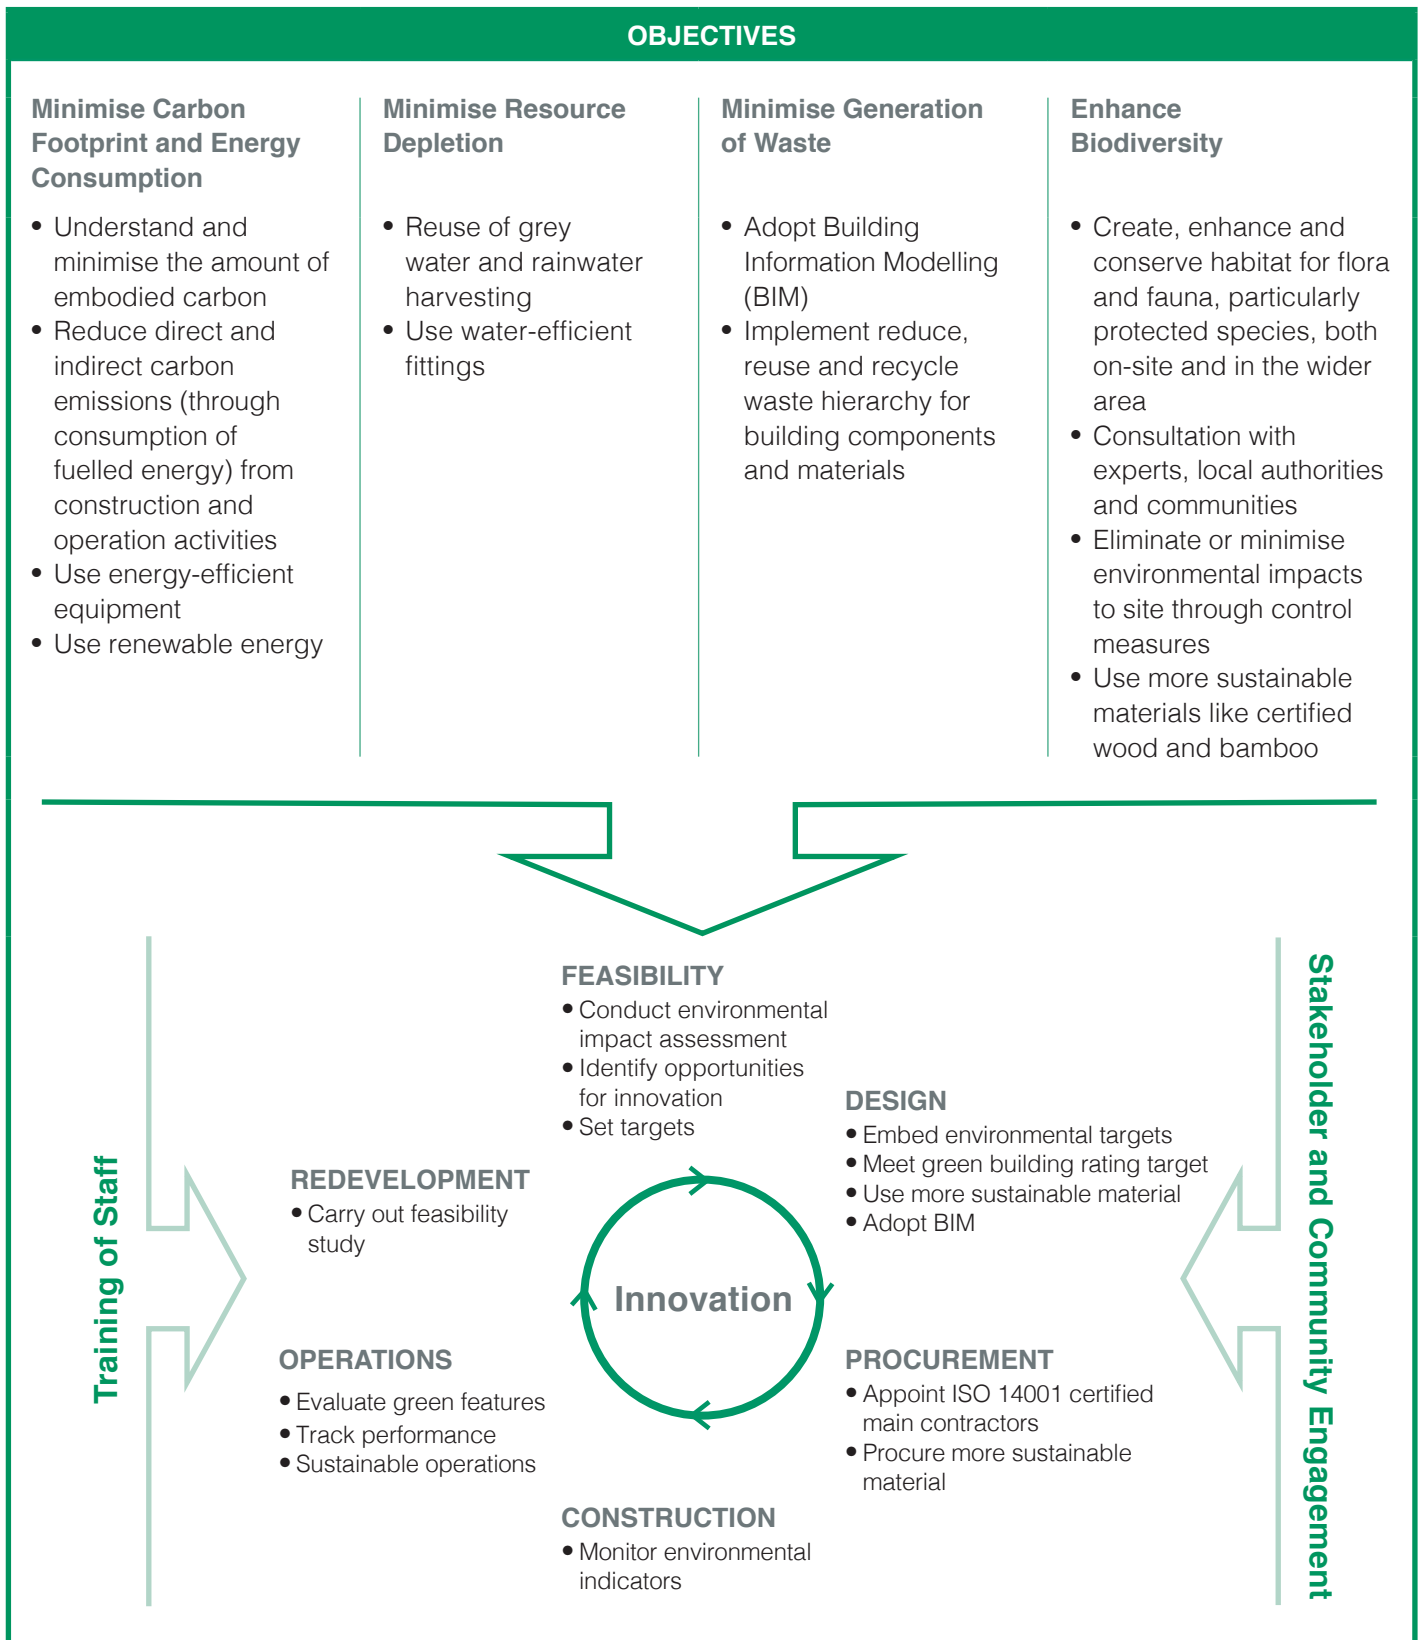 OBJECTIVES
Minimise Carbon
Footprint and Energy
Consumption
• Understand and
minimise the amount of
embodied carbon
• Reduce direct and
indirect carbon
emissions (through
consumption of
fuelled energy) from
construction and
operation activities
• Use energy-efficient
equipment
• Use renewable energy
Minimise Resource
Depletion
• Reuse of grey
water and rainwater
harvesting
• Use water-efficient
fittings
Minimise Generation
of Waste
• Adopt Building
Information Modelling
(BIM)
• Implement reduce,
reuse and recycle
waste hierarchy for
building components
and materials
Enhance
Biodiversity
• Create, enhance and
conserve habitat for flora
and fauna, particularly
protected species, both
on-site and in the wider
area
• Consultation with
experts, local authorities
and communities
• Eliminate or minimise
environmental impacts
to site through control
measures
• Use more sustainable
materials like certified
wood and bamboo
Training of Staff
FEASIBILITY
• Conduct environmental
impact assessment
• Identify opportunities
for innovation
• Set targets
DESIGN
• Embed environmental targets
• Meet green building rating target
• Use more sustainable material
• Adopt BIM
REDEVELOPMENT
• Carry out feasibility
study
Innovation
OPERATIONS
• Evaluate green features
• Track performance
• Sustainable operations
PROCUREMENT
• Appoint ISO 14001 certified
main contractors
• Procure more sustainable
material
CONSTRUCTION
• Monitor environmental
indicators
Stakeholder and Community Engagement